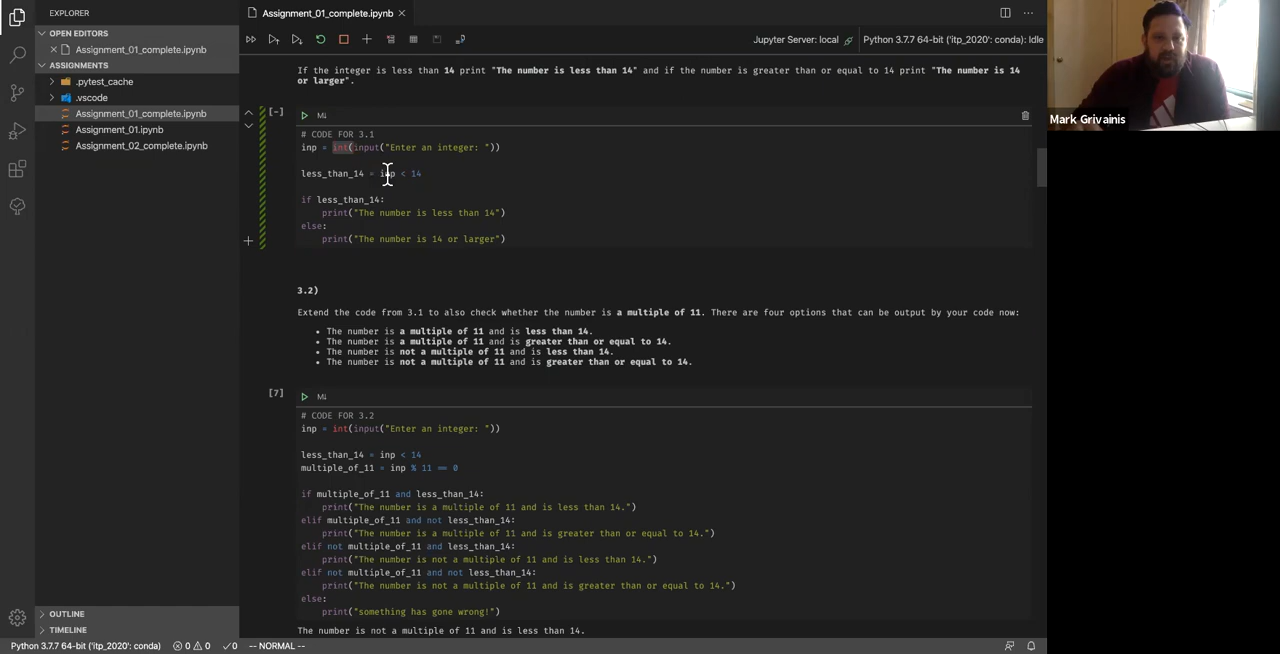 EXPLORER
OPEN EDITORS
Assignment_01_complete.ipynb
ASSIGNMENTS
.pytest_cache
.vscode
Assignment_01_complete.ipynb
Assignment_01.ipynb
Assignment_02_complete.ipynb
OUTLINE
TIMELINE
Assignment_01_complete.ipynb
Jupyter Server: local
Python 3.7.7 64-bit ('itp_2020': conda): Idle
If the integer is less than 14 print "The number is less than 14" and if the number is greater than or equal to 14 print "The number is 14
or larger".
[-]
M↓
# CODE FOR 3.1
inp = int(input("Enter an integer: "))
less_than_14 = inp < 14
if less_than_14:
print("The number is less than 14")
else:
print("The number is 14 or larger")
3.2)
Extend the code from 3.1 to also check whether the number is a multiple of 11. There are four options that can be output by your code now:
• The number is a multiple of 11 and is less than 14.
• The number is a multiple of 11 and is greater than or equal to 14.
• The number is not a multiple of 11 and is less than 14.
• The number is not a multiple of 11 and is greater than or equal to 14.
[7]
M↓
# CODE FOR 3.2
inp = int(input("Enter an integer: "))
less_than_14 = inp < 14
multiple_of_11 = inp % 11 == 0
if multiple_of_11 and less_than_14:
print("The number is a multiple of 11 and is less than 14.")
elif multiple_of_11 and not less_than_14:
print("The number is a multiple of 11 and is greater than or equal to 14.")
elif not multiple_of_11 and less_than_14:
print("The number is not a multiple of 11 and is less than 14.")
elif not multiple_of_11 and not less_than_14:
print("The number is not a multiple of 11 and is greater than or equal to 14.")
else:
print("something has gone wrong!")
The number is not a multiple of 11 and is less than 14.
Mark Grivainis
Python 3.7.7 64-bit ('itp_2020': conda)
0
0
0
-- NORMAL --